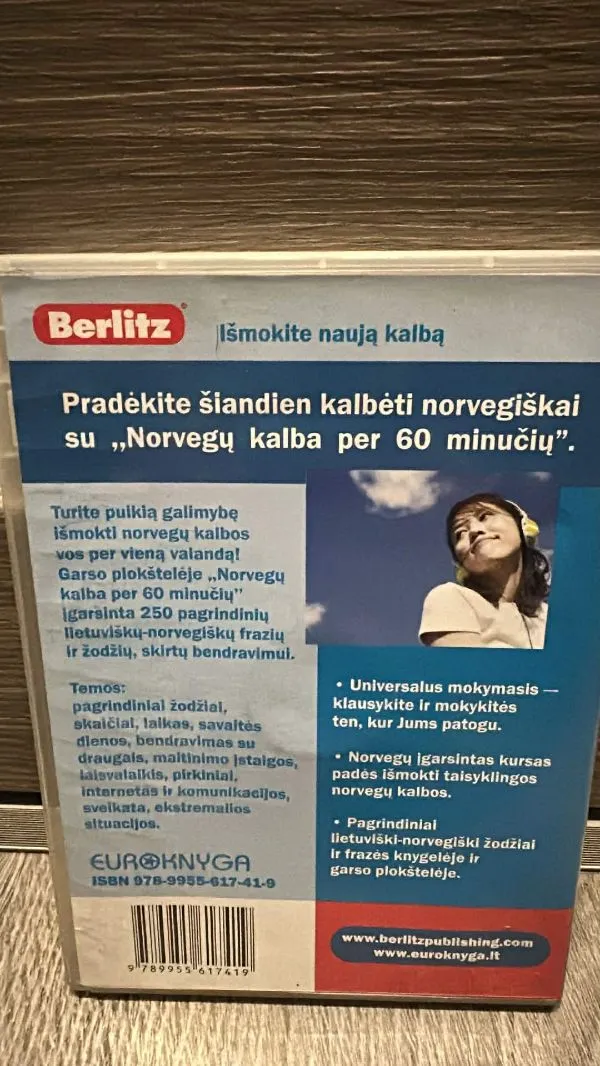 Berlitz®
Išmokite naują kalbą
Pradėkite šiandien kalbėti norvegiškai
su „Norvegų kalba per 60 minučių”.
Turite puikią galimybę
išmokti norvegų kalbos
vos per vieną valandą!
Garso plokštelėje „Norvegų
kalba per 60 minučių”
įgarsinta 250 pagrindinių
lietuviškų-norvegiškų frazių
ir žodžių, skirtų bendravimui.
Temos:
pagrindiniai žodžiai,
skaičiai, laikas, savaitės
dienos, bendravimas su
draugais, maitinimo įstaigos,
laisvalaikis, pirkiniai,
internetas ir komunikacijos,
sveikata, ekstremalios
situacijos.
• Universalus mokymasis —
klausykite ir mokykitės
ten, kur Jums patogu.
• Norvegų įgarsintas kursas
padės išmokti taisyklingos
norvegų kalbos.
• Pagrindiniai
lietuviški-norvegiški žodžiai
ir frazės knygelėje ir
garso plokštelėje.
EUROKNYGA
ISBN 978-9955-617-41-9
9 789955 617419
www.berlitzpublishing.com
www.euroknyga.lt